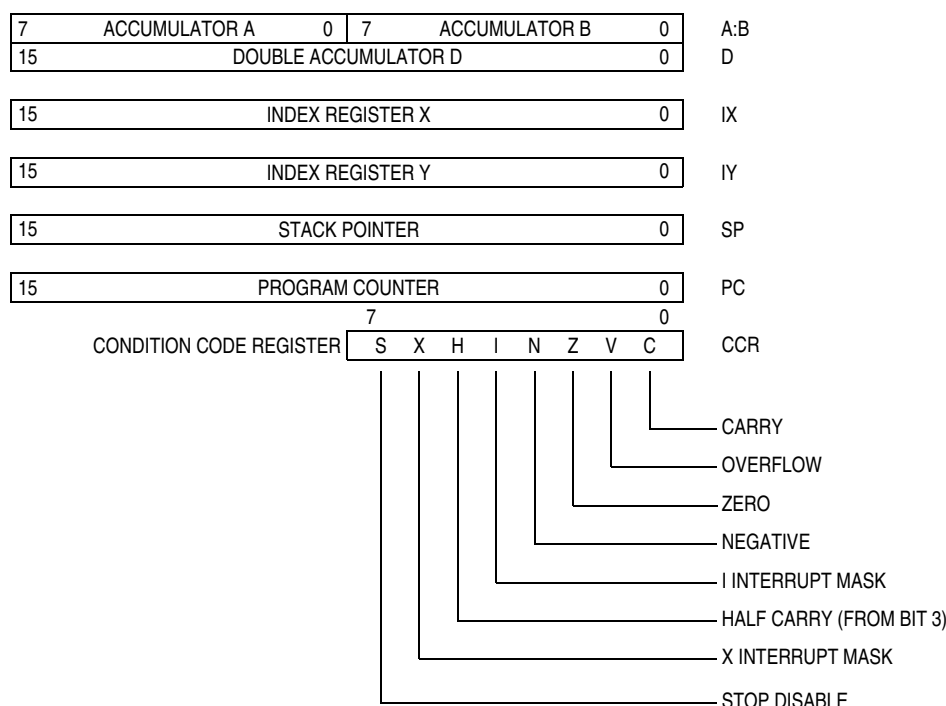 7 ACCUMULATOR A 0 7 ACCUMULATOR B 0 A:B
15 DOUBLE ACCUMULATOR D 0 D
15 INDEX REGISTER X 0 IX
15 INDEX REGISTER Y 0 IY
15 STACK POINTER 0 SP
15 PROGRAM COUNTER 0 PC
7 0
CONDITION CODE REGISTER S X H I N Z V C CCR
CARRY
OVERFLOW
ZERO
NEGATIVE
I INTERRUPT MASK
HALF CARRY (FROM BIT 3)
X INTERRUPT MASK
STOP DISABLE